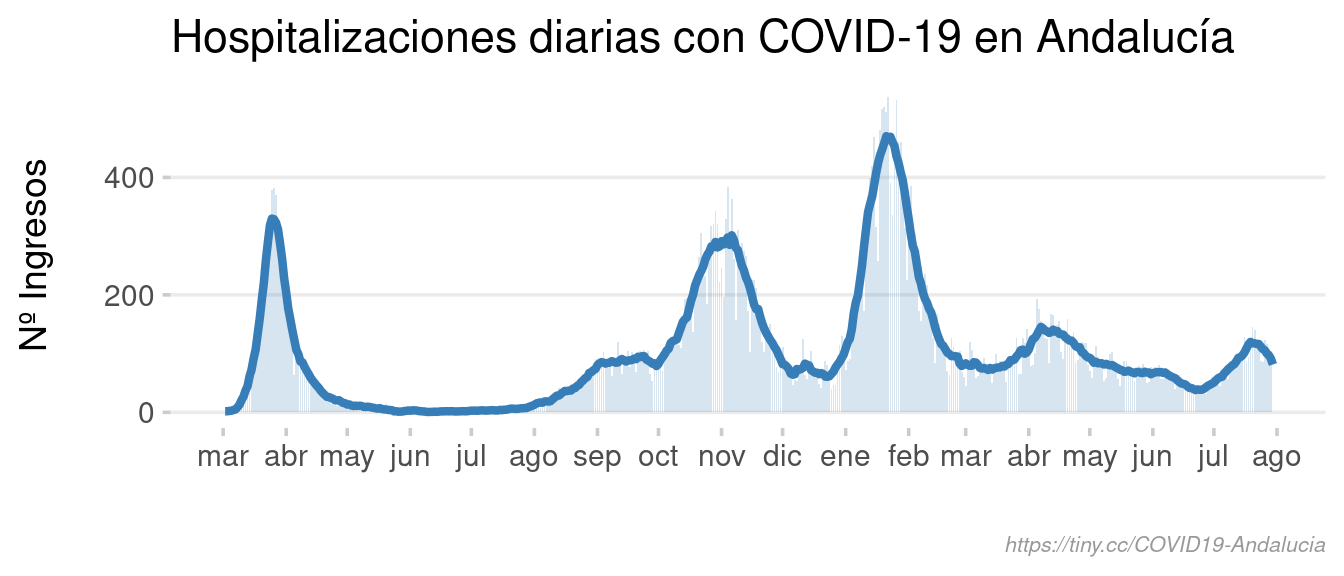 Hospitalizaciones diarias con COVID-19 en Andalucía
Nº Ingresos
400
200
0
mar abr may jun jul ago sep oct nov dic ene feb mar abr may jun jul ago
https://tiny.cc/COVID19-Andalucia